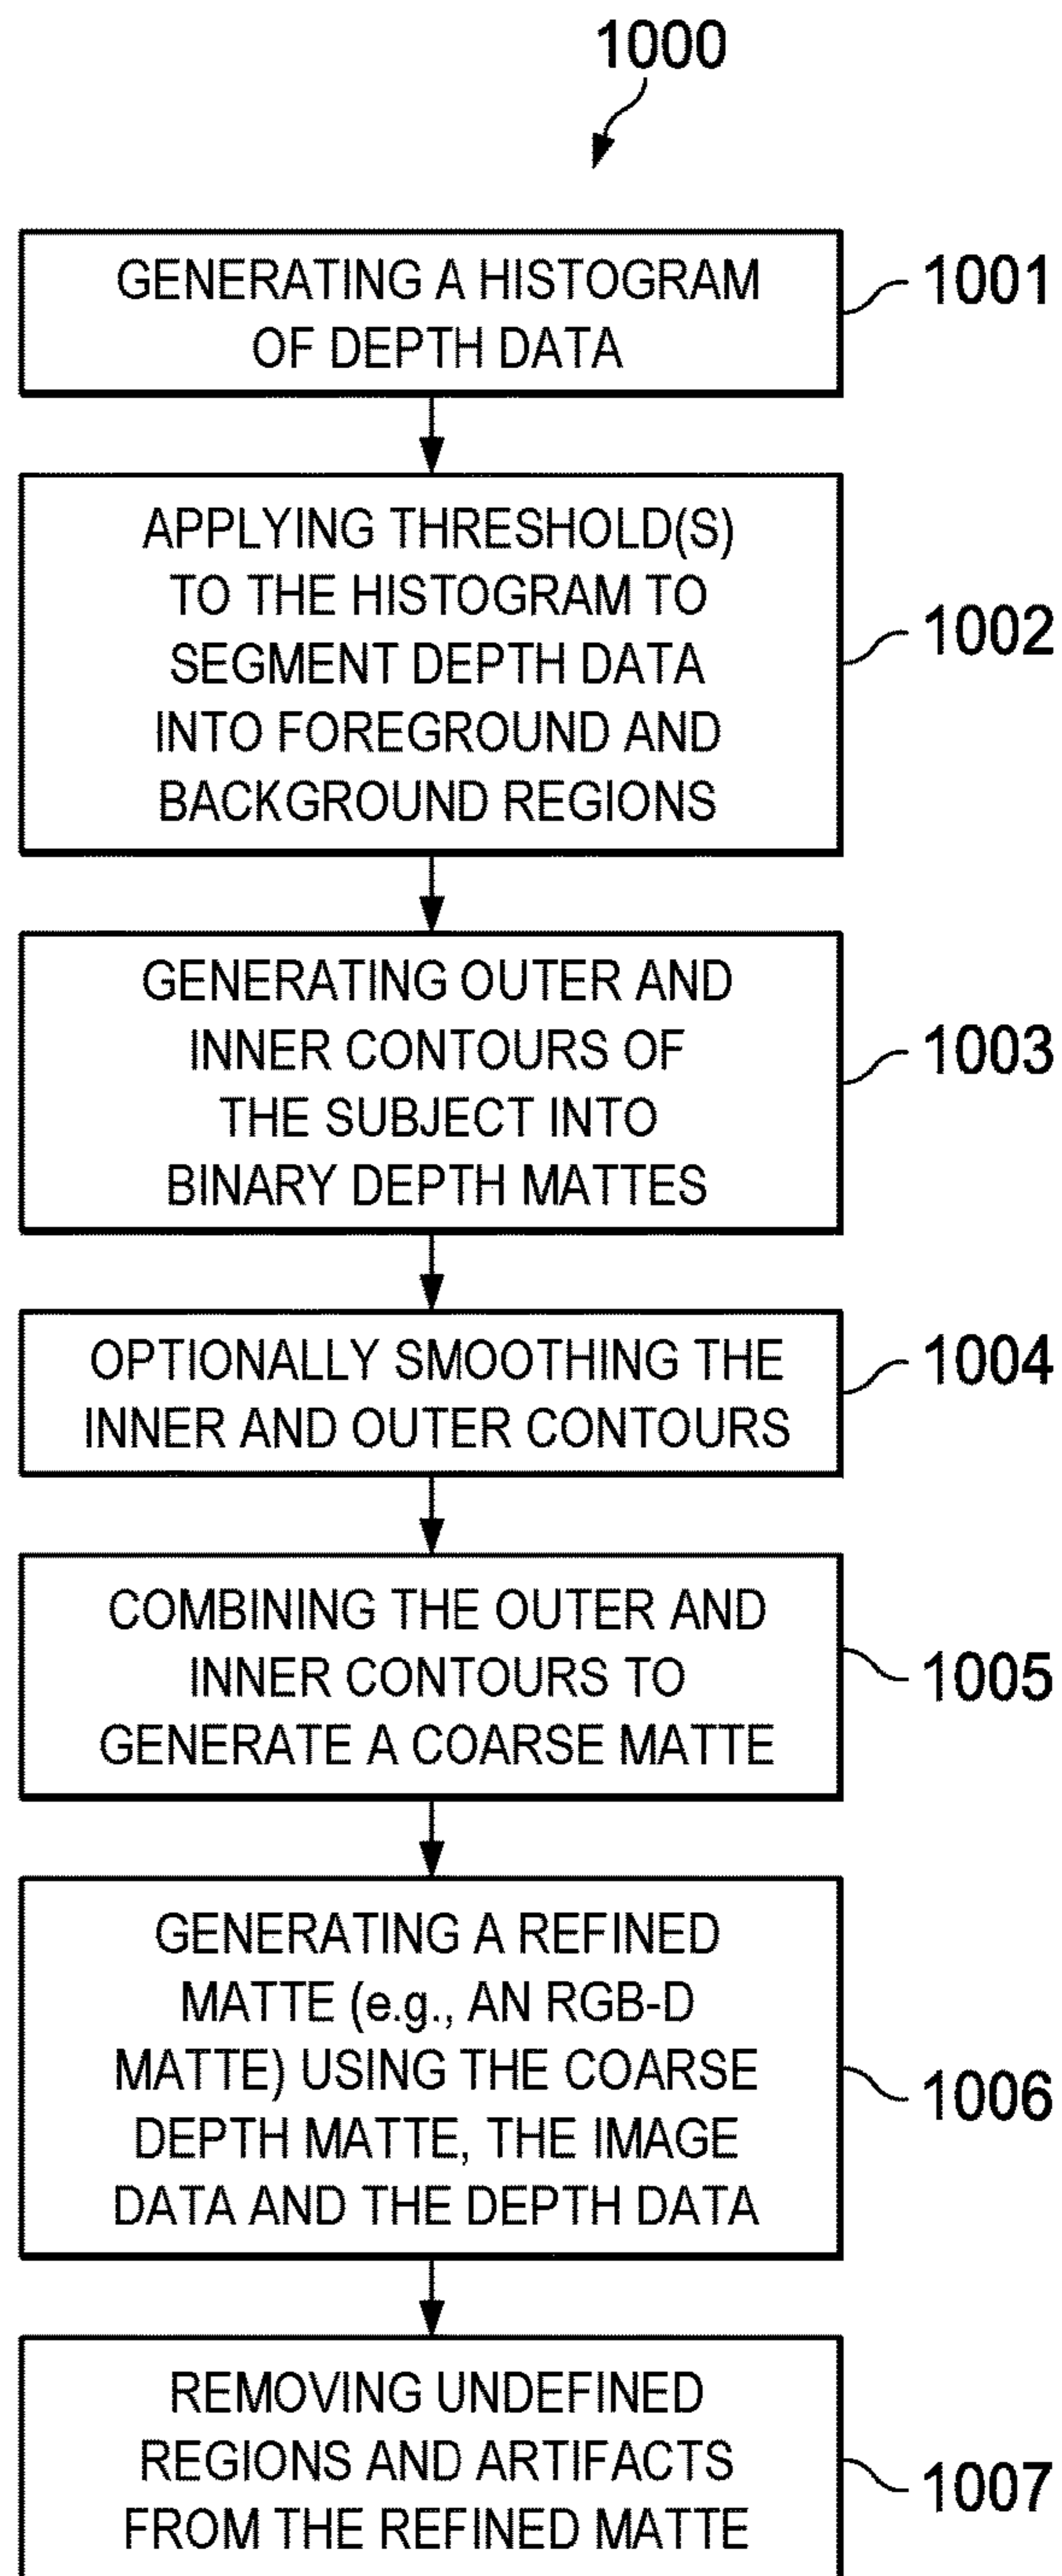 1000
GENERATING A HISTOGRAM
OF DEPTH DATA
1001
APPLYING THRESHOLD(S)
TO THE HISTOGRAM TO
SEGMENT DEPTH DATA
INTO FOREGROUND AND
BACKGROUND REGIONS
1002
GENERATING OUTER AND
INNER CONTOURS OF
THE SUBJECT INTO
BINARY DEPTH MATTES
1003
OPTIONALLY SMOOTHING THE
INNER AND OUTER CONTOURS
1004
COMBINING THE OUTER AND
INNER CONTOURS TO
GENERATE A COARSE MATTE
1005
GENERATING A REFINED
MATTE (e.g., AN RGB-D
MATTE) USING THE COARSE
DEPTH MATTE, THE IMAGE
DATA AND THE DEPTH DATA
1006
REMOVING UNDEFINED
REGIONS AND ARTIFACTS
FROM THE REFINED MATTE
1007